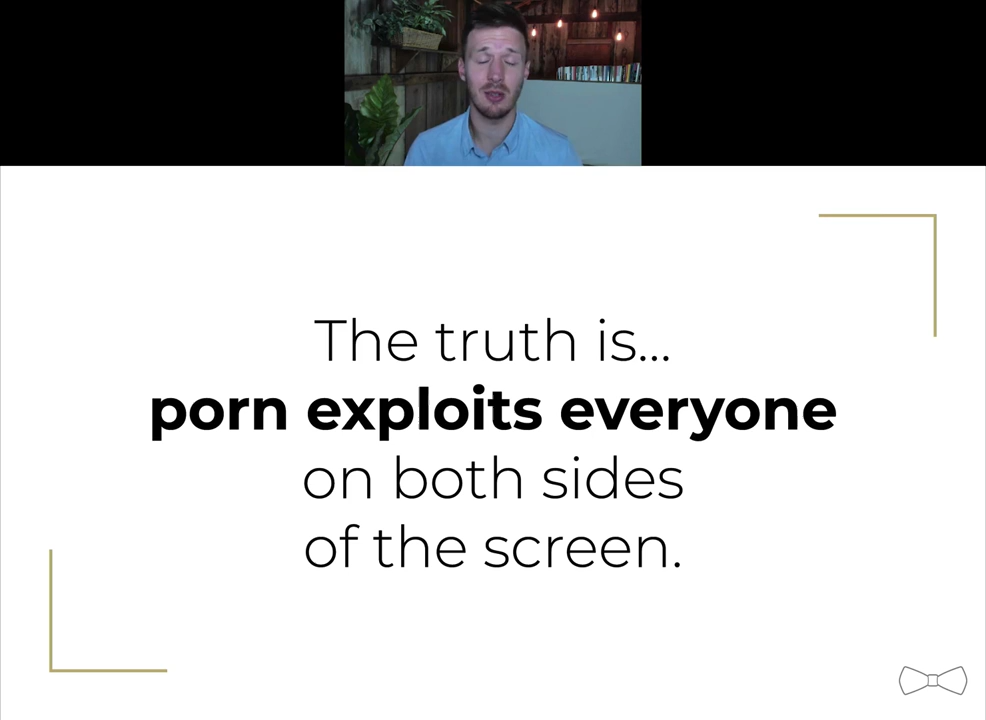 The truth is...
porn exploits everyone
on both sides
of the screen.